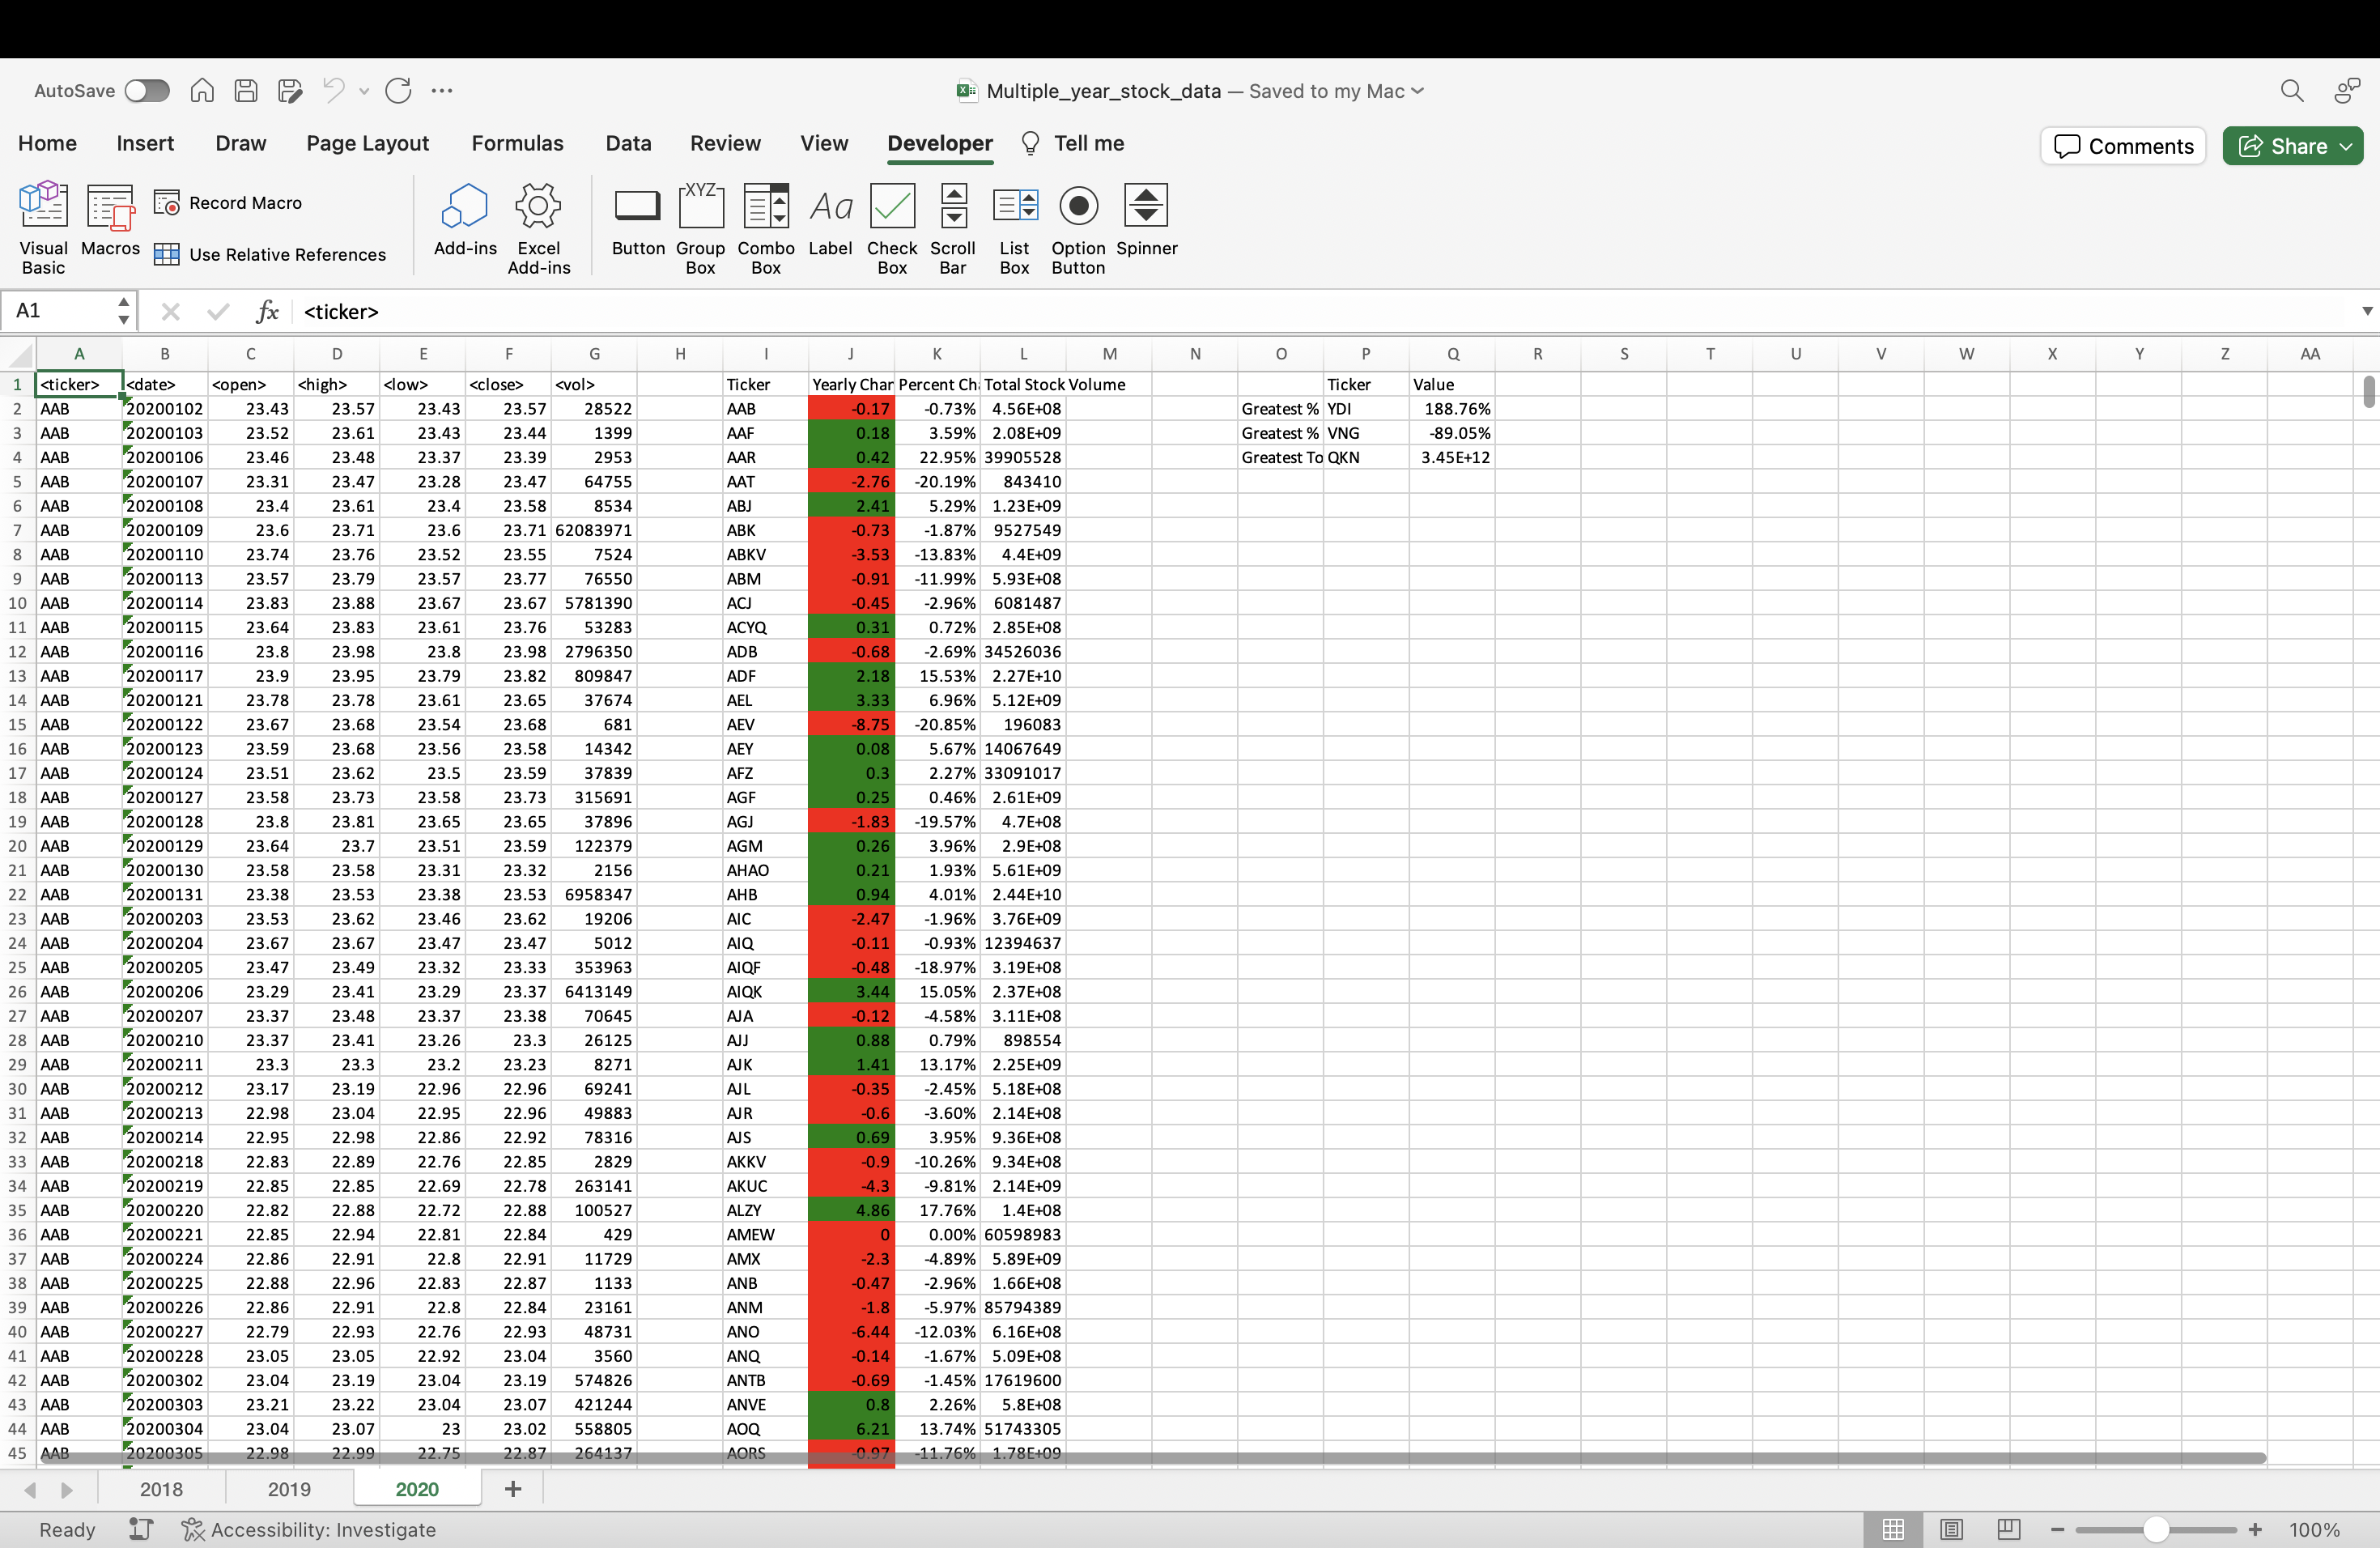 AutoSave Multiple_year_stock_data — Saved to my Mac
Home Insert Draw Page Layout Formulas Data Review View Developer Tell me Comments Share
Visual Basic Macros Record Macro Use Relative References Add-ins Excel Add-ins Button Group Box Combo Box Label Check Box Scroll Bar List Box Option Button Spinner
A1 fx <ticker>
A B C D E F G H I J K L M N O P Q R S T U V W X Y Z AA
1 <ticker> <date> <open> <high> <low> <close> <vol> Ticker Yearly Char Percent Ch Total Stock Volume Ticker Value
2 AAB 20200102 23.43 23.57 23.43 23.57 28522 AAB -0.17 -0.73% 4.56E+08 Greatest % YDI 188.76%
3 AAB 20200103 23.52 23.61 23.43 23.44 1399 AAF 0.18 3.59% 2.08E+09 Greatest % VNG -89.05%
4 AAB 20200106 23.46 23.48 23.37 23.39 2953 AAR 0.42 22.95% 39905528 Greatest To QKN 3.45E+12
5 AAB 20200107 23.31 23.47 23.28 23.47 64755 AAT -2.76 -20.19% 843410
6 AAB 20200108 23.4 23.61 23.4 23.58 8534 ABJ 2.41 5.29% 1.23E+09
7 AAB 20200109 23.6 23.71 23.6 23.71 62083971 ABK -0.73 -1.87% 9527549
8 AAB 20200110 23.74 23.76 23.52 23.55 7524 ABKV -3.53 -13.83% 4.4E+09
9 AAB 20200113 23.57 23.79 23.57 23.77 76550 ABM -0.91 -11.99% 5.93E+08
10 AAB 20200114 23.83 23.88 23.67 23.67 5781390 ACJ -0.45 -2.96% 6081487
11 AAB 20200115 23.64 23.83 23.61 23.76 53283 ACYQ 0.31 0.72% 2.85E+08
12 AAB 20200116 23.8 23.98 23.8 23.98 2796350 ADB -0.68 -2.69% 34526036
13 AAB 20200117 23.9 23.95 23.79 23.82 809847 ADF 2.18 15.53% 2.27E+10
14 AAB 20200121 23.78 23.78 23.61 23.65 37674 AEL 3.33 6.96% 5.12E+09
15 AAB 20200122 23.67 23.68 23.54 23.68 681 AEV -8.75 -20.85% 196083
16 AAB 20200123 23.59 23.68 23.56 23.58 14342 AEY 0.08 5.67% 14067649
17 AAB 20200124 23.51 23.62 23.5 23.59 37839 AFZ 0.3 2.27% 33091017
18 AAB 20200127 23.58 23.73 23.58 23.73 315691 AGF 0.25 0.46% 2.61E+09
19 AAB 20200128 23.8 23.81 23.65 23.65 37896 AGJ -1.83 -19.57% 4.7E+08
20 AAB 20200129 23.64 23.7 23.51 23.59 122379 AGM 0.26 3.96% 2.9E+08
21 AAB 20200130 23.58 23.58 23.31 23.32 2156 AHAO 0.21 1.93% 5.61E+09
22 AAB 20200131 23.38 23.53 23.38 23.53 6958347 AHB 0.94 4.01% 2.44E+10
23 AAB 20200203 23.53 23.62 23.46 23.62 19206 AIC -2.47 -1.96% 3.76E+09
24 AAB 20200204 23.67 23.67 23.47 23.47 5012 AIQ -0.11 -0.93% 12394637
25 AAB 20200205 23.47 23.49 23.32 23.33 353963 AIQF -0.48 -18.97% 3.19E+08
26 AAB 20200206 23.29 23.41 23.29 23.37 6413149 AIQK 3.44 15.05% 2.37E+08
27 AAB 20200207 23.37 23.48 23.37 23.38 70645 AJA -0.12 -4.58% 3.11E+08
28 AAB 20200210 23.37 23.41 23.26 23.3 26125 AJJ 0.88 0.79% 898554
29 AAB 20200211 23.3 23.3 23.2 23.23 8271 AJK 1.41 13.17% 2.25E+09
30 AAB 20200212 23.17 23.19 22.96 22.96 69241 AJL -0.35 -2.45% 5.18E+08
31 AAB 20200213 22.98 23.04 22.95 22.96 49883 AJR -0.6 -3.60% 2.14E+08
32 AAB 20200214 22.95 22.98 22.86 22.92 78316 AJS 0.69 3.95% 9.36E+08
33 AAB 20200218 22.83 22.89 22.76 22.85 2829 AKKV -0.9 -10.26% 9.34E+08
34 AAB 20200219 22.85 22.85 22.69 22.78 263141 AKUC -4.3 -9.81% 2.14E+09
35 AAB 20200220 22.82 22.88 22.72 22.88 100527 ALZY 4.86 17.76% 1.4E+08
36 AAB 20200221 22.85 22.94 22.81 22.84 429 AMEW 0 0.00% 60598983
37 AAB 20200224 22.86 22.91 22.8 22.91 11729 AMX -2.3 -4.89% 5.89E+09
38 AAB 20200225 22.88 22.96 22.83 22.87 1133 ANB -0.47 -2.96% 1.66E+08
39 AAB 20200226 22.86 22.91 22.8 22.84 23161 ANM -1.8 -5.97% 85794389
40 AAB 20200227 22.79 22.93 22.76 22.93 48731 ANO -6.44 -12.03% 6.16E+08
41 AAB 20200228 23.05 23.05 22.92 23.04 3560 ANQ -0.14 -1.67% 5.09E+08
42 AAB 20200302 23.04 23.19 23.04 23.19 574826 ANTB -0.69 -1.45% 17619600
43 AAB 20200303 23.21 23.22 23.04 23.07 421244 ANVE 0.8 2.26% 5.8E+08
44 AAB 20200304 23.04 23.07 23 23.02 558805 AOQ 6.21 13.74% 51743305
45 AAB 20200305 22.98 22.99 22.75 22.87 264137 AORS -0.97 -11.76% 1.78E+09
2018 2019 2020 +
Ready Accessibility: Investigate 100%